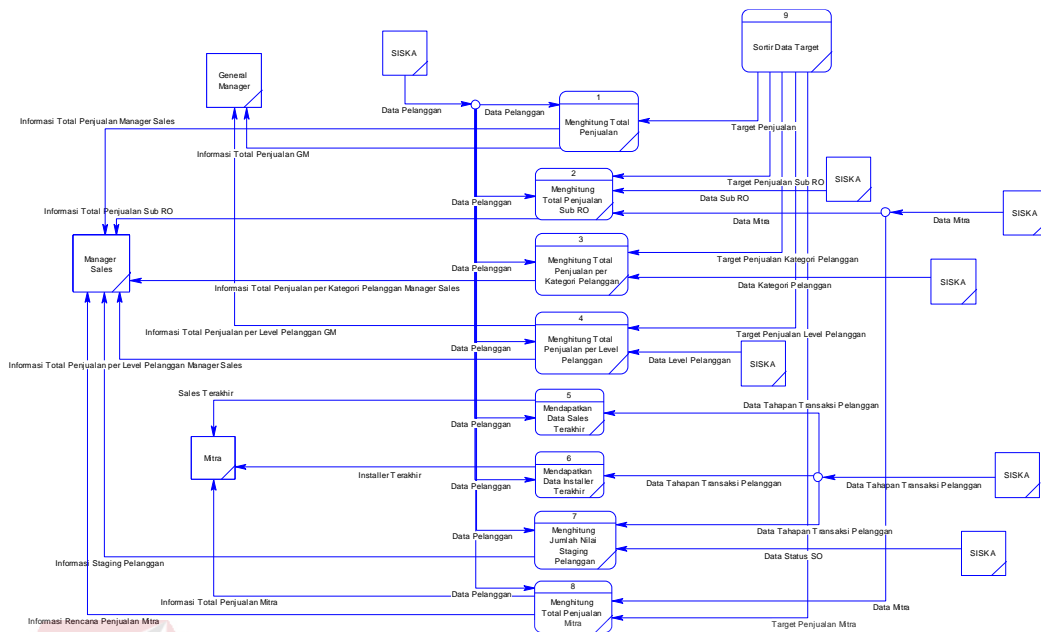 9
Sortir Data Target
SISKA
General
Manager
Data Pelanggan
Data Pelanggan
1
Menghitung Total
Penjualan
Informasi Total Penjualan Manager Sales
Target Penjualan
Informasi Total Penjualan GM
2
Menghitung
Total Penjualan
Sub RO
Target Penjualan Sub RO
SISKA
Data Sub RO
Data Pelanggan
Informasi Total Penjualan Sub RO
Data Mitra
Data Mitra
SISKA
3
Menghitung Total
Penjualan per
Kategori Pelanggan
Manager
Sales
Data Pelanggan
Target Penjualan Kategori Pelanggan
Data Kategori Pelanggan
SISKA
Informasi Total Penjualan per Kategori Pelanggan Manager Sales
4
Menghitung Total
Penjualan per Level
Pelanggan
Informasi Total Penjualan per Level Pelanggan GM
Target Penjualan Level Pelanggan
Data Pelanggan
Data Level Pelanggan
SISKA
Informasi Total Penjualan per Level Pelanggan Manager Sales
Sales Terakhir
5
Mendapatkan
Data Sales
Terakhir
Data Tahapan Transaksi Pelanggan
Data Pelanggan
Mitra
6
Mendapatkan
Data Installer
Terakhir
Installer Terakhir
Data Pelanggan
Data Tahapan Transaksi Pelanggan
Data Tahapan Transaksi Pelanggan
SISKA
7
Menghitung
Jumlah Nilai
Staging
Pelanggan
Data Tahapan Transaksi Pelanggan
Data Pelanggan
Data Status SO
SISKA
Informasi Staging Pelanggan
8
Menghitung
Total Penjualan
Mitra
Data Pelanggan
Informasi Total Penjualan Mitra
Data Mitra
Informasi Rencana Penjualan Mitra
Target Penjualan Mitra